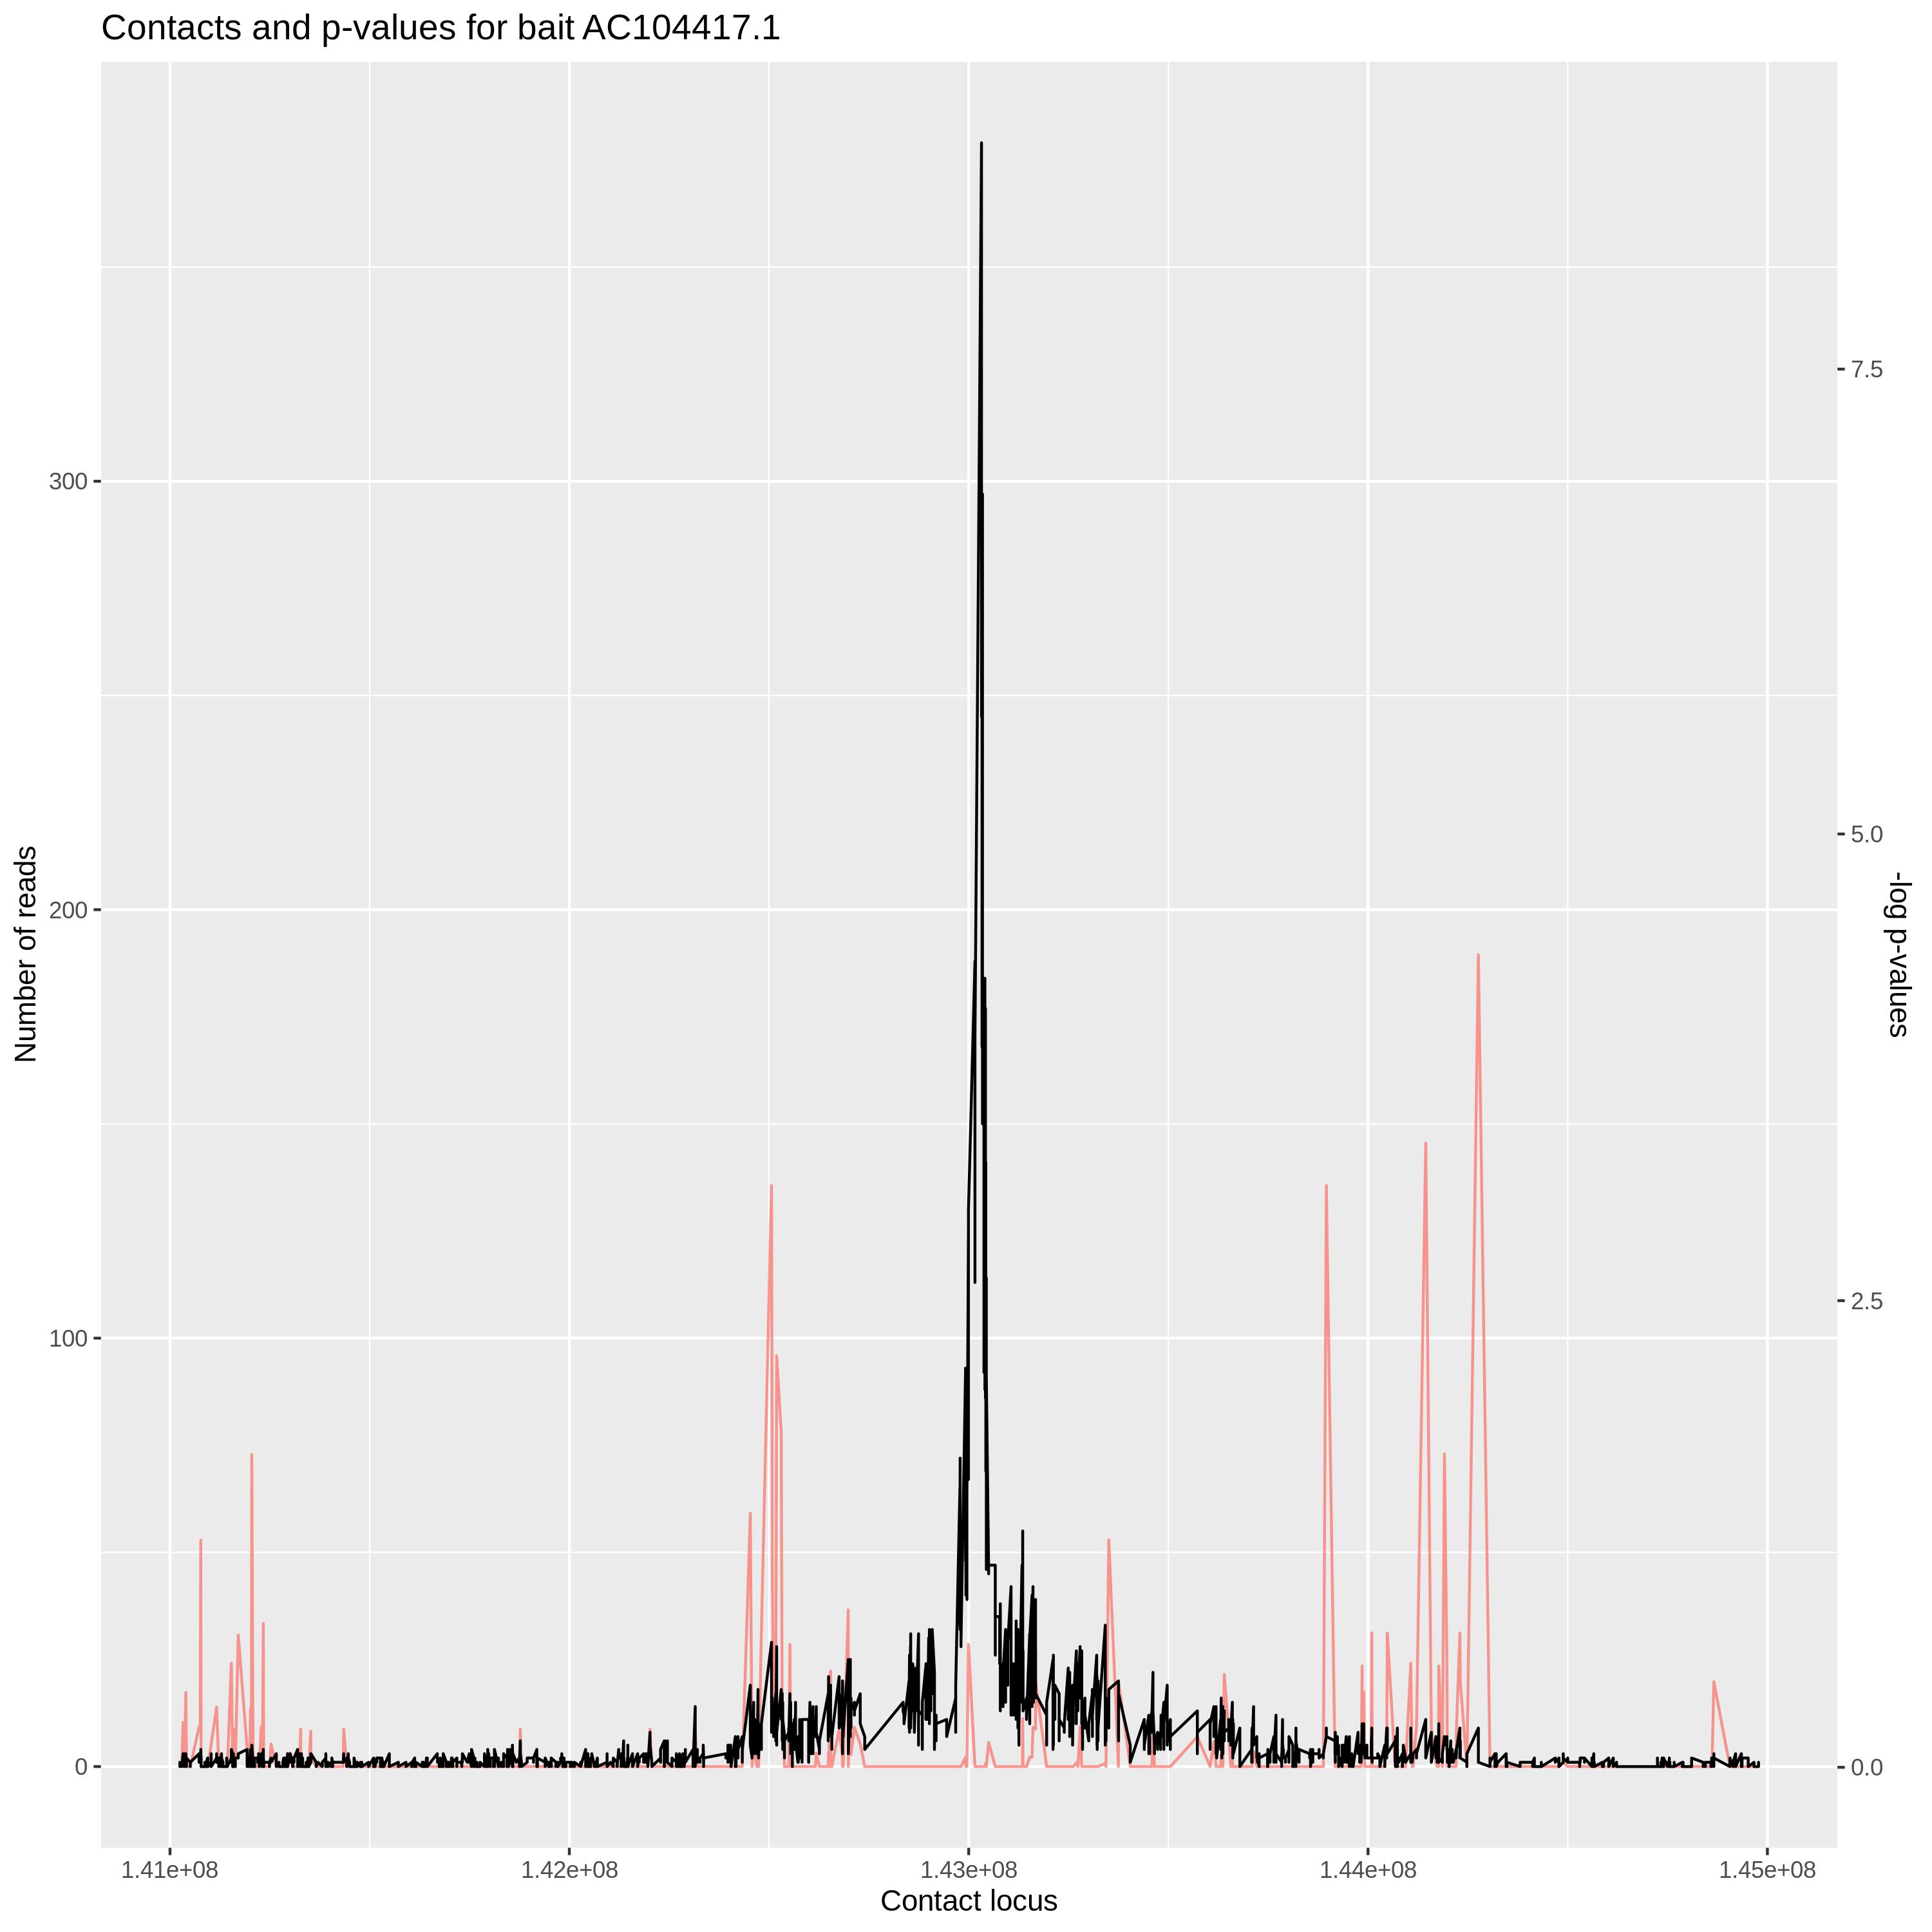 Contacts and p-values for bait AC104417.1
Number of reads
300
200
100
0
7.5
5.0
2.5
0.0
-log p-values
1.41e+08
1.42e+08
1.43e+08
1.44e+08
1.45e+08
Contact locus